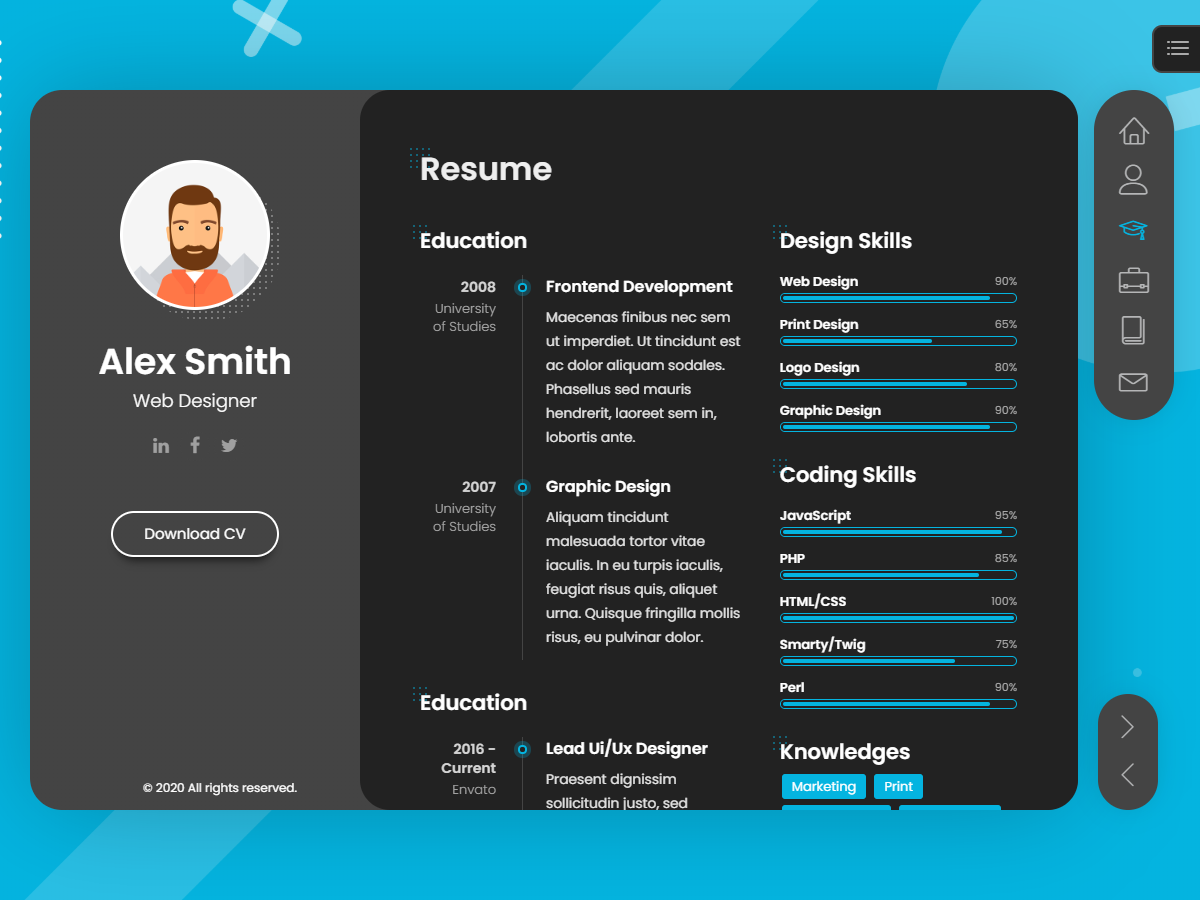 Alex Smith
Web Designer
Download CV
© 2020 All rights reserved.
Resume
Education
2008
University
of Studies
Frontend Development
Maecenas finibus nec sem
ut imperdiet. Ut tincidunt est
ac dolor aliquam sodales.
Phasellus sed mauris
hendrerit, laoreet sem in,
lobortis ante.
2007
University
of Studies
Graphic Design
Aliquam tincidunt
malesuada tortor vitae
iaculis. In eu turpis iaculis,
feugiat risus quis, aliquet
urna. Quisque fringilla mollis
risus, eu pulvinar dolor.
Education
2016 -
Current
Envato
Lead Ui/Ux Designer
Praesent dignissim
sollicitudin justo, sed
Design Skills
Web Design 90%
Print Design 65%
Logo Design 80%
Graphic Design 90%
Coding Skills
JavaScript 95%
PHP 85%
HTML/CSS 100%
Smarty/Twig 75%
Perl 90%
Knowledges
Marketing Print